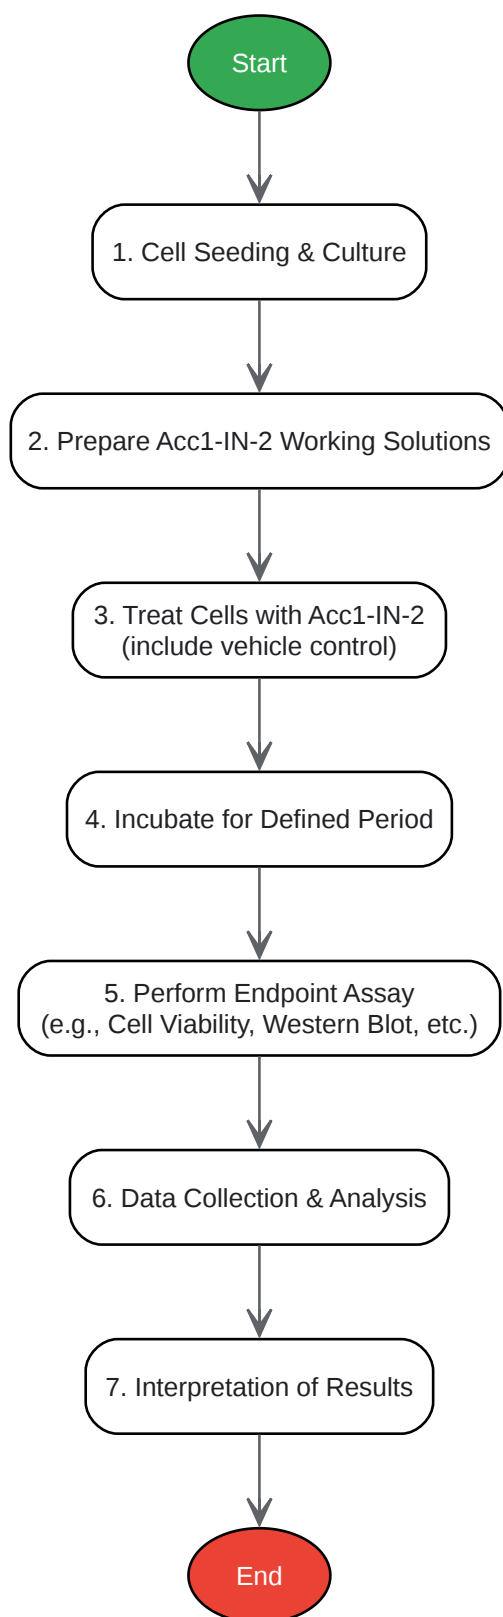 Start
1. Cell Seeding & Culture
2. Prepare Acc1-IN-2 Working Solutions
3. Treat Cells with Acc1-IN-2
(include vehicle control)
4. Incubate for Defined Period
5. Perform Endpoint Assay
(e.g., Cell Viability, Western Blot, etc.)
6. Data Collection & Analysis
7. Interpretation of Results
End